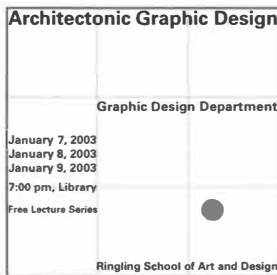 Architectonic Graphic Design
Graphic Design Department
January 7, 2003
January 8, 2003
January 9, 2003
7:00 pm, Library
Free Lecture Series
Ringling School of Art and Design